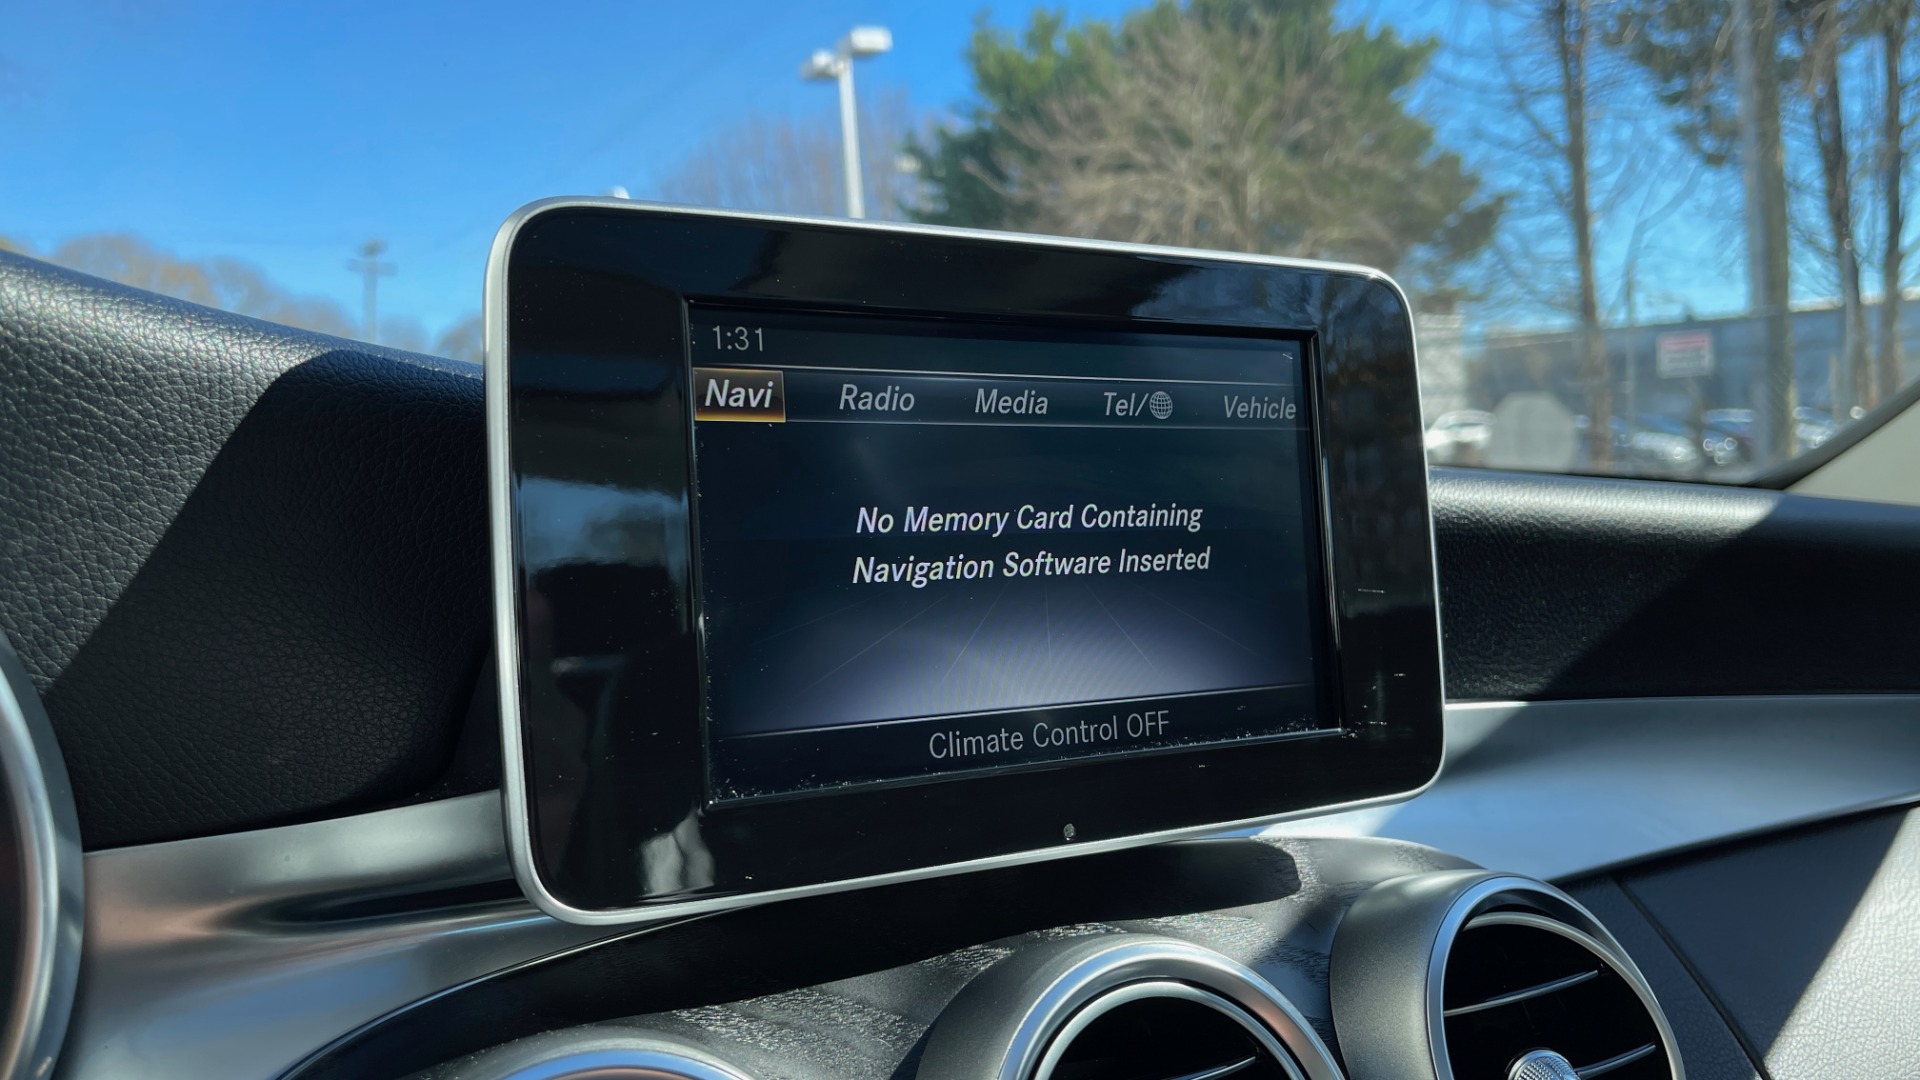 1:31
Navi Radio Media Tel/ Vehicle
No Memory Card Containing
Navigation Software Inserted
Climate Control OFF